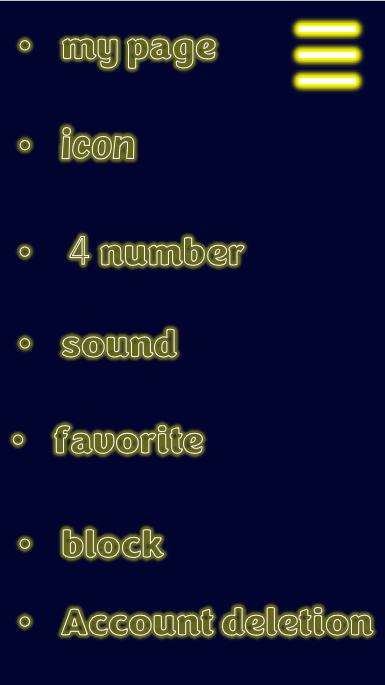 • my page
• icon
• 4 number
• sound
• favorite
• block
• Account deletion